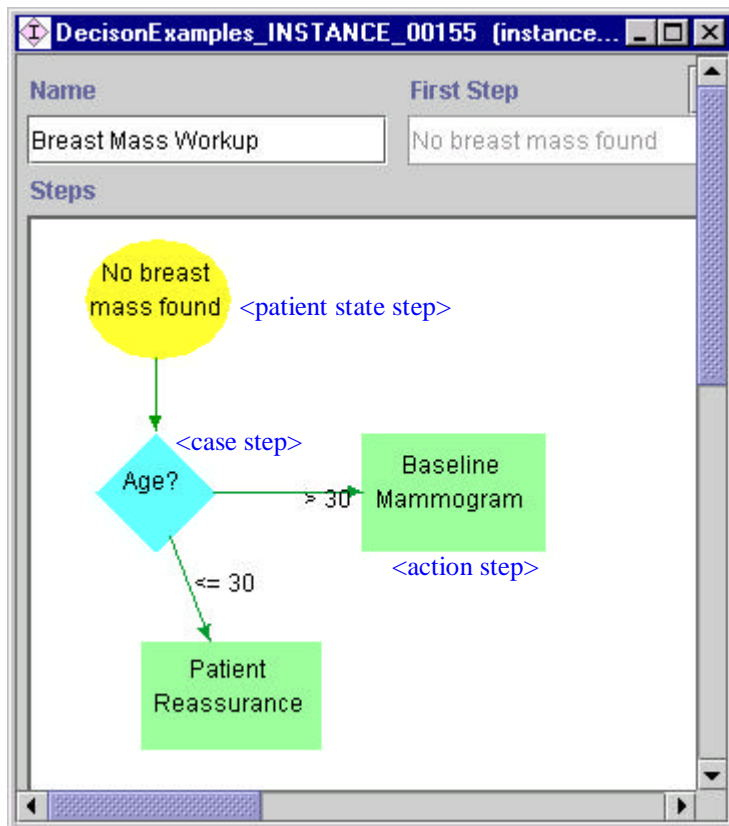 DecisonExamples_INSTANCE_00155 (instance...
Name
First Step
Breast Mass Workup
No breast mass found
Steps
No breast
mass found
<patient state step>
<case step>
Age?
> 30
Baseline
Mammogram
<action step>
<= 30
Patient
Reassurance